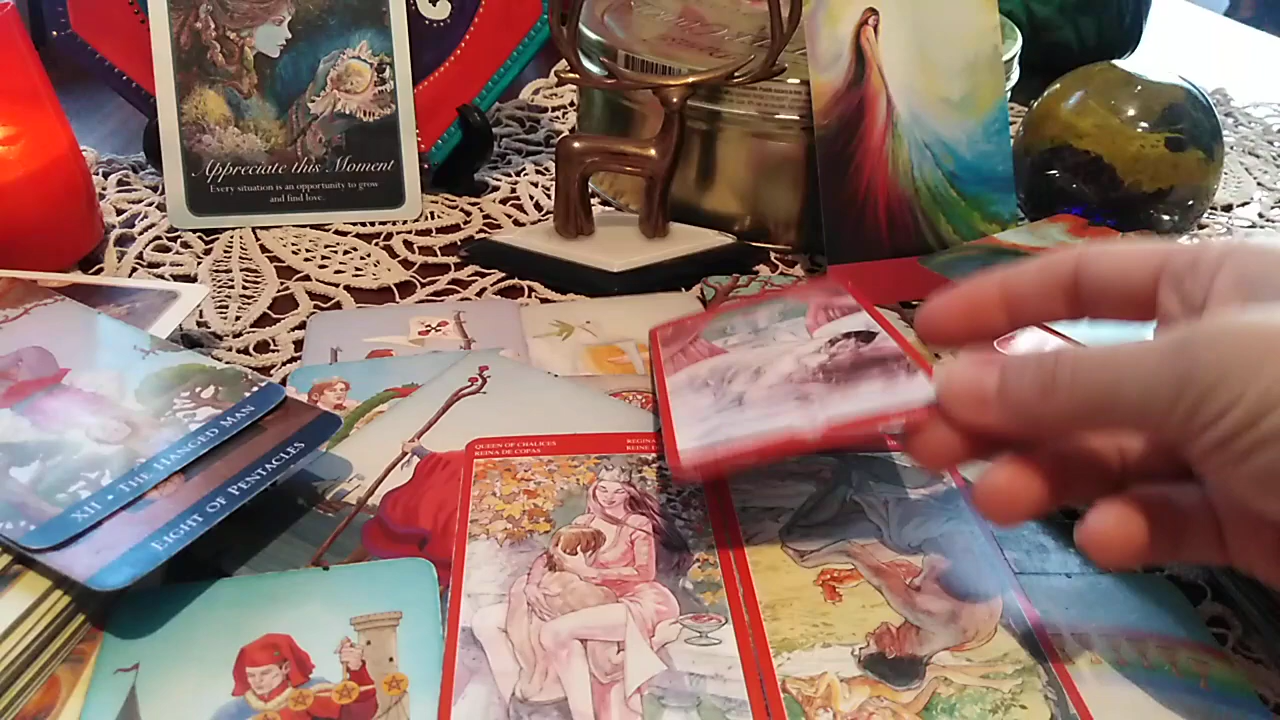 Appreciate this Moment
Every situation is an opportunity to grow
and find love.
XII • THE HANGED MAN
EIGHT OF PENTACLES
QUEEN OF CHALICES
REINA DE COPAS
REGINA
REINE